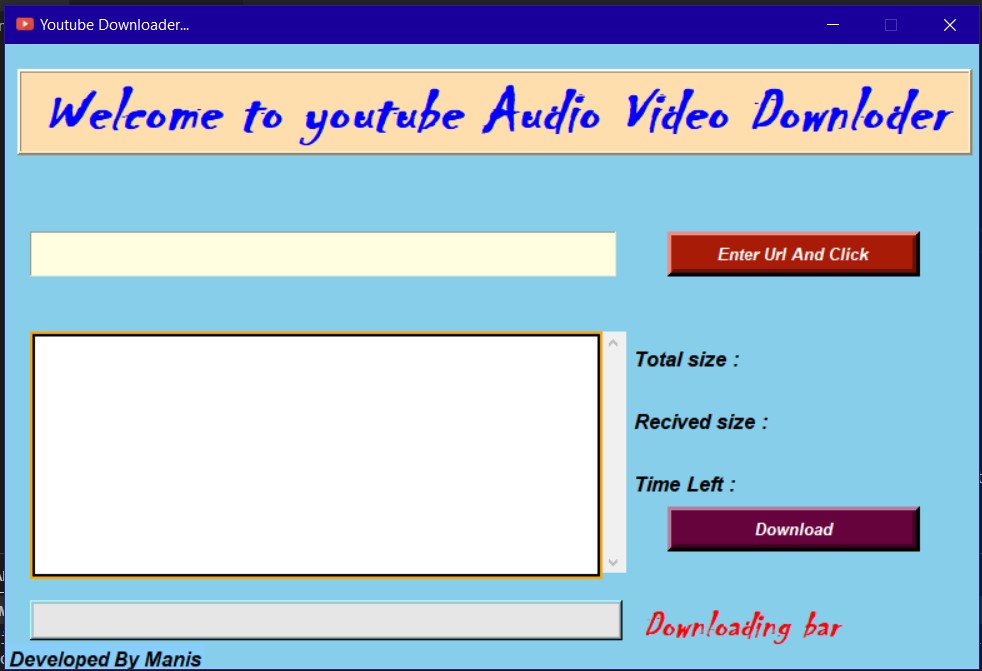 Youtube Downloader...
Welcome to youtube Audio Video Downloder
Enter Url And Click
Total size :
Recived size :
Time Left :
Download
Downloading bar
Developed By Manis